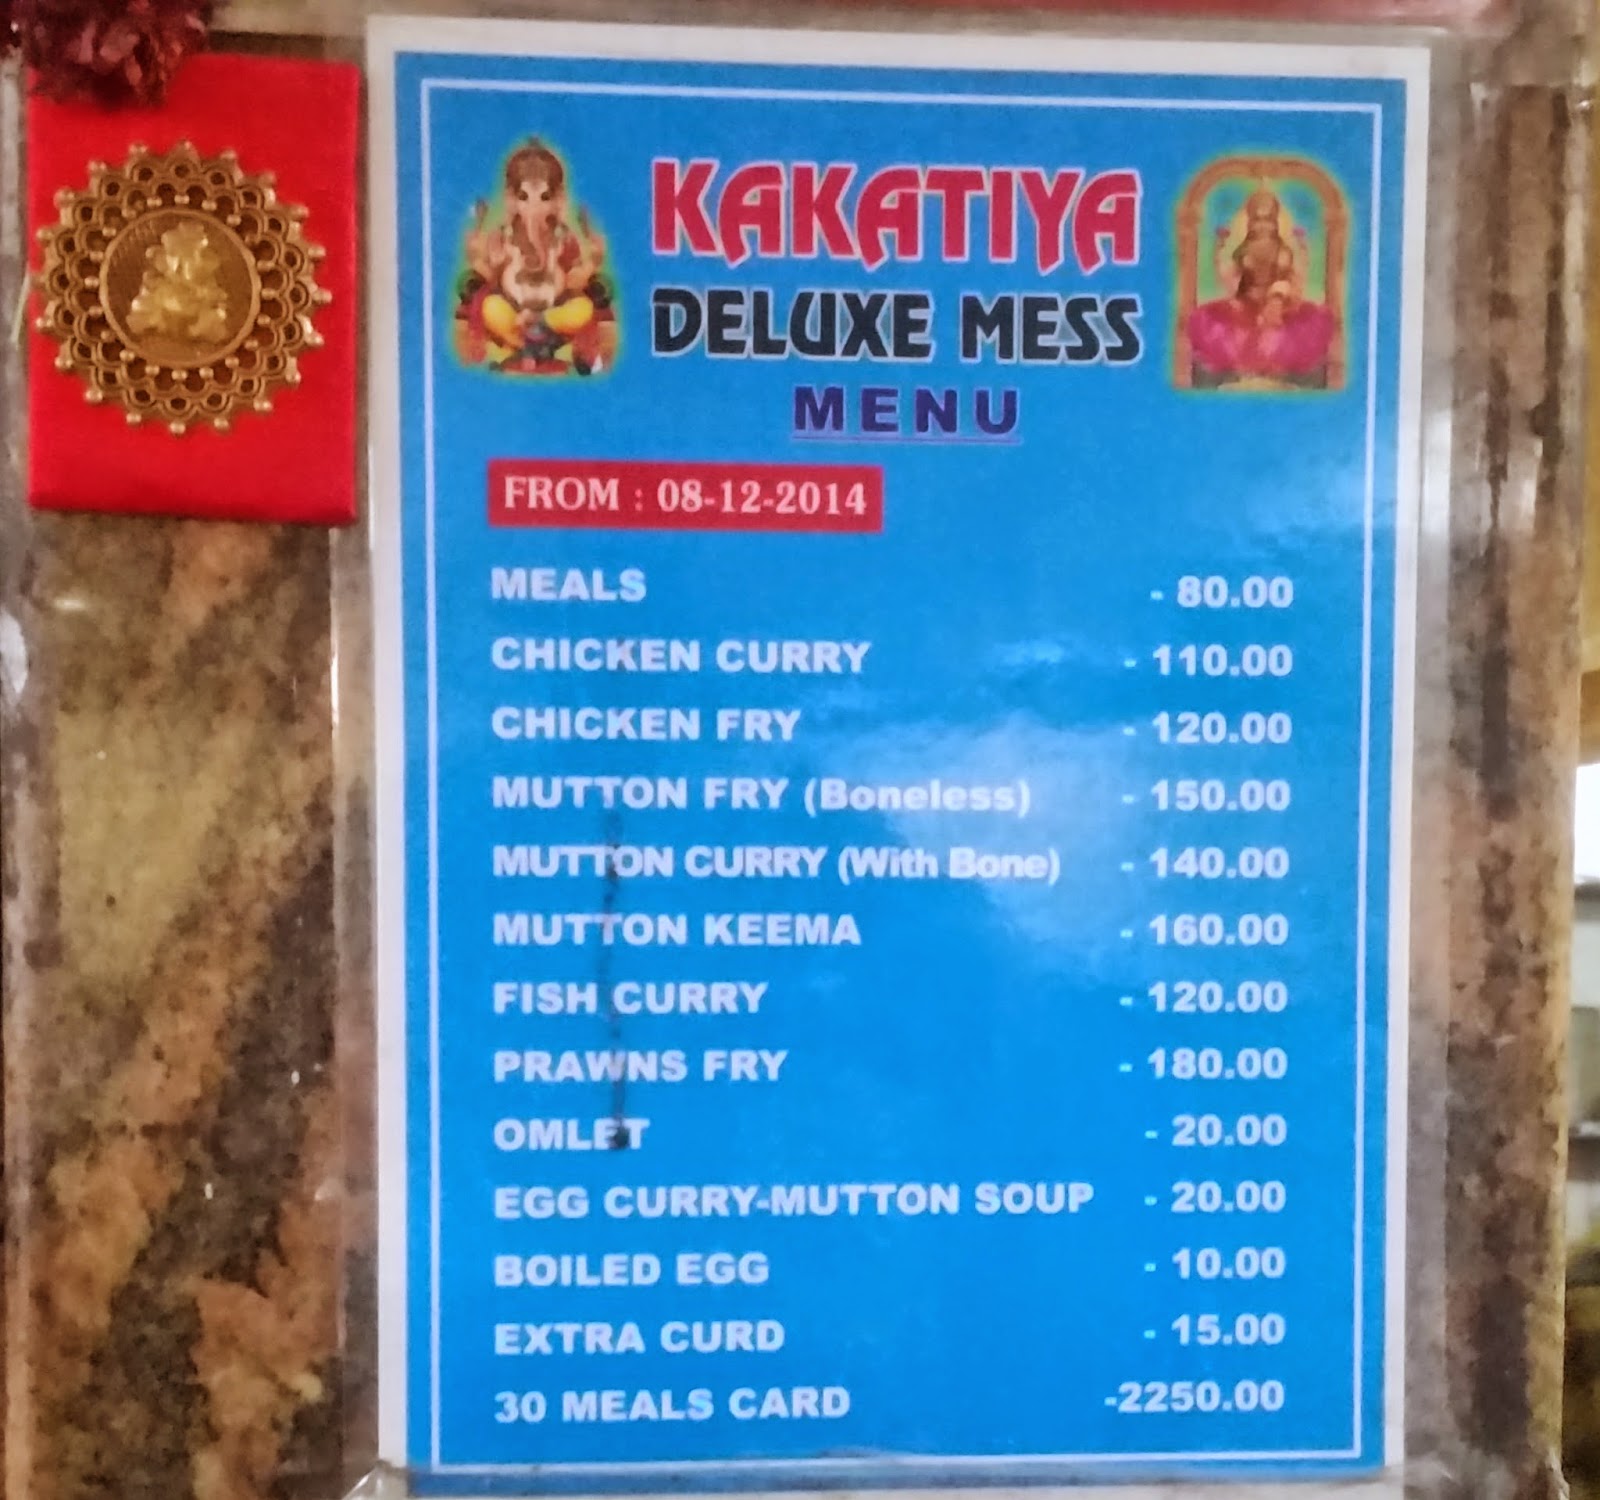 KAKATIYA
DELUXE MESS
MENU
FROM : 08-12-2014
MEALS - 80.00
CHICKEN CURRY - 110.00
CHICKEN FRY - 120.00
MUTTON FRY (Boneless) - 150.00
MUTTON CURRY (With Bone) - 140.00
MUTTON KEEMA - 160.00
FISH CURRY - 120.00
PRAWNS FRY - 180.00
OMLET - 20.00
EGG CURRY-MUTTON SOUP - 20.00
BOILED EGG - 10.00
EXTRA CURD - 15.00
30 MEALS CARD -2250.00